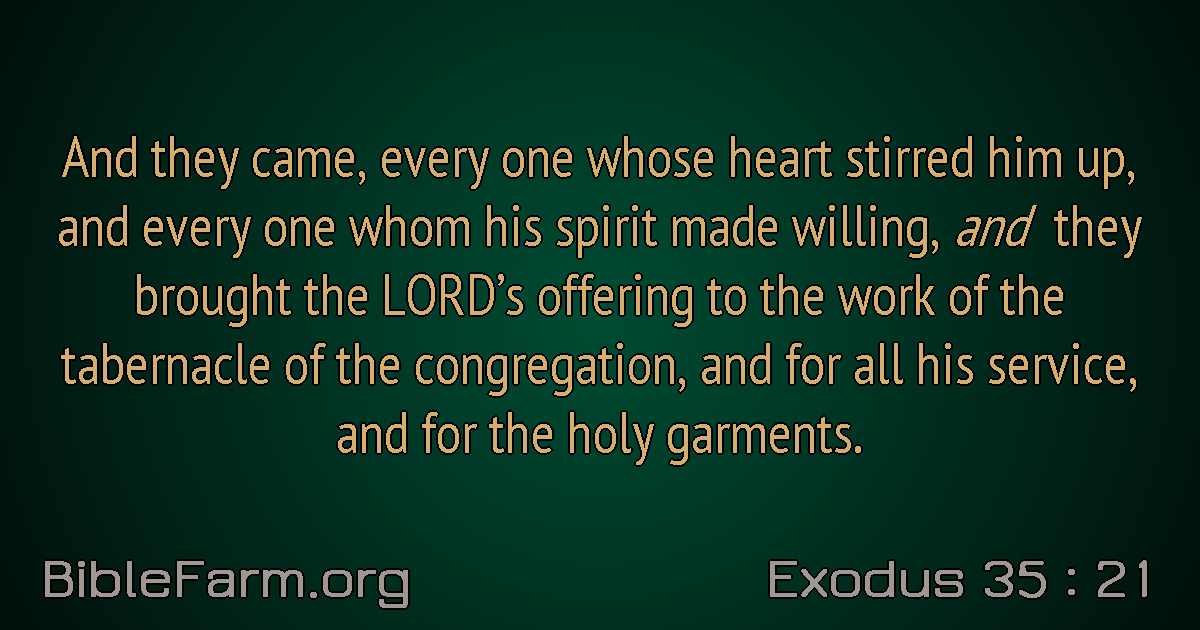 And they came, every one whose heart stirred him up,
and every one whom his spirit made willing, and they
brought the LORD’s offering to the work of the
tabernacle of the congregation, and for all his service,
and for the holy garments.
BibleFarm.org
Exodus 35 : 21